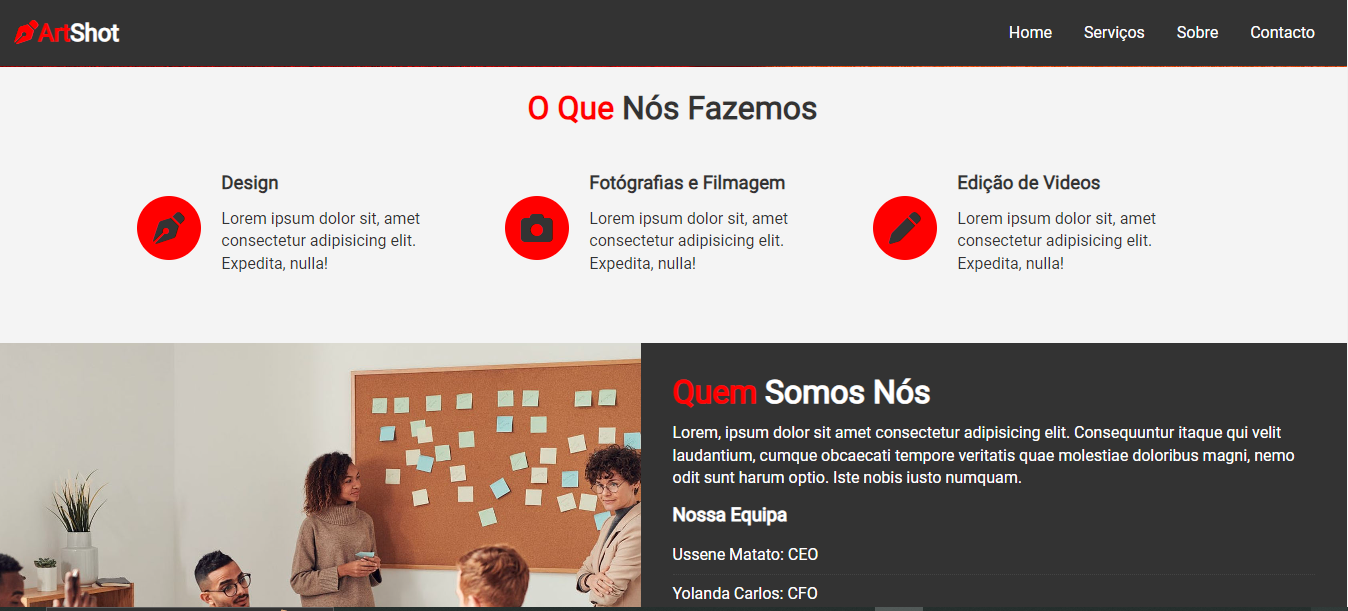 ArtShot
Home Serviços Sobre Contacto
O Que Nós Fazemos
Design
Lorem ipsum dolor sit, amet
consectetur adipisicing elit.
Expedita, nulla!
Fotógrafias e Filmagem
Lorem ipsum dolor sit, amet
consectetur adipisicing elit.
Expedita, nulla!
Edição de Videos
Lorem ipsum dolor sit, amet
consectetur adipisicing elit.
Expedita, nulla!
Quem Somos Nós
Lorem, ipsum dolor sit amet consectetur adipisicing elit. Consequuntur itaque qui velit
laudantium, cumque obcaecati tempore veritatis quae molestiae doloribus magni, nemo
odit sunt harum optio. Iste nobis iusto numquam.
Nossa Equipa
Ussene Matato: CEO
Yolanda Carlos: CFO